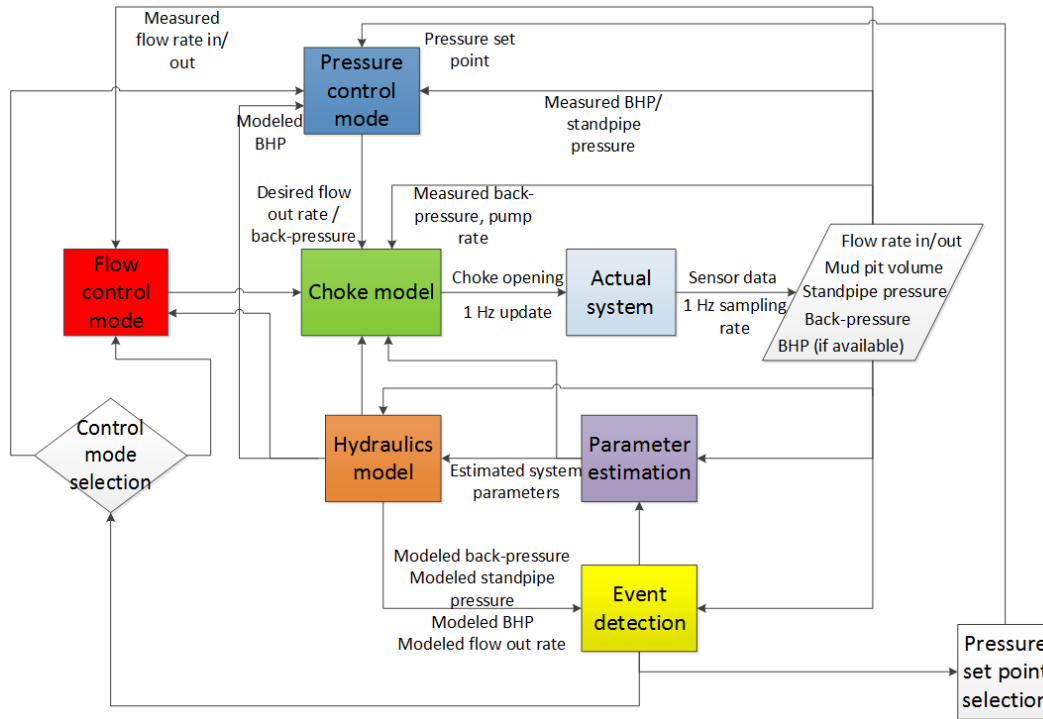 Measured
flow rate in/
out
Pressure set
point
Pressure
control
mode
Measured BHP/
standpipe
pressure
Modeled
BHP
Desired flow
out rate /
back-pressure
Measured back-
pressure, pump
rate
Flow
control
mode
Choke model
Choke opening
1 Hz update
Actual
system
Sensor data
1 Hz sampling
rate
Flow rate in/out
Mud pit volume
Standpipe pressure
Back-pressure
BHP (if available)
Control
mode
selection
Hydraulics
model
Estimated system
parameters
Parameter
estimation
Modeled back-pressure
Modeled standpipe
pressure
Modeled BHP
Modeled flow out rate
Event
detection
Pressure
set point
selection